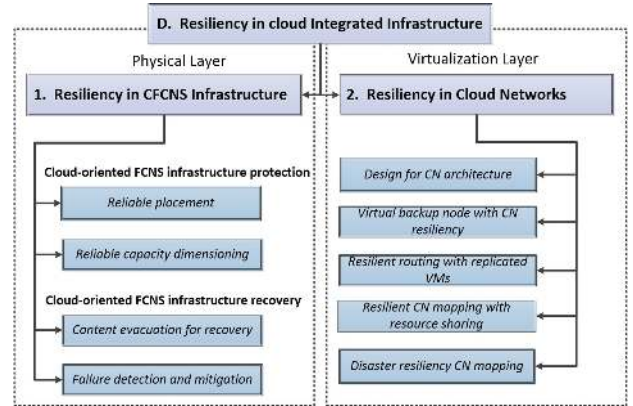 D. Resiliency in cloud Integrated Infrastructure
Physical Layer
Virtualization Layer
1. Resiliency in CFCNS Infrastructure
2. Resiliency in Cloud Networks
Cloud-oriented FCNS infrastructure protection
Reliable placement
Reliable capacity dimensioning
Cloud-oriented FCNS infrastructure recovery
Content evacuation for recovery
Failure detection and mitigation
Design for CN architecture
Virtual backup node with CN
resiliency
Resilient routing with replicated
VMs
Resilient CN mapping with
resource shoring
Disaster resiliency CN mapping